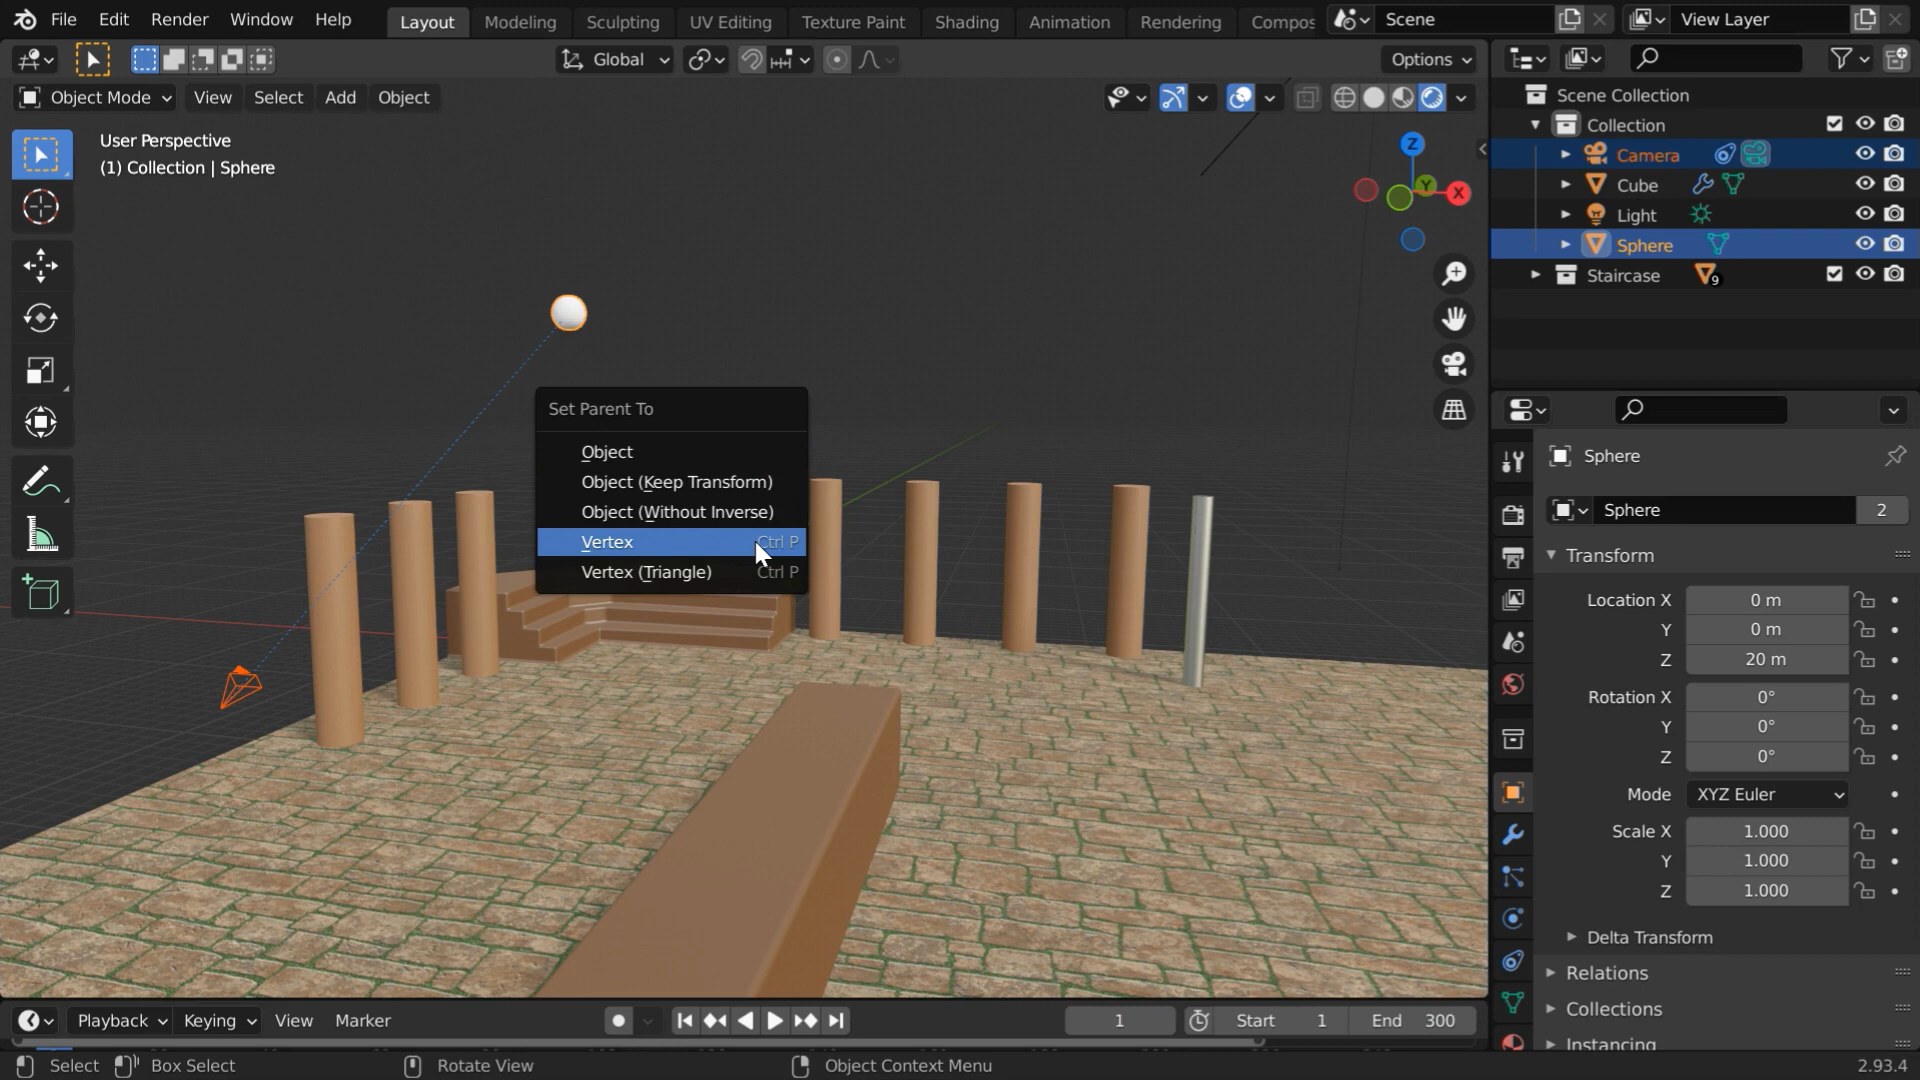 File Edit Render Window Help
Layout Modeling Sculpting UV Editing Texture Paint Shading Animation Rendering Compos
Scene
View Layer
Global
Options
Object Mode View Select Add Object
User Perspective
(1) Collection | Sphere
Z
Y
X
Set Parent To
Object
Object (Keep Transform)
Object (Without Inverse)
Vertex Ctrl P
Vertex (Triangle) Ctrl P
Scene Collection
Collection
Camera
Cube
Light
Sphere
Staircase 9
Sphere
Sphere 2
Transform
Location X 0 m
Y 0 m
Z 20 m
Rotation X 0°
Y 0°
Z 0°
Mode XYZ Euler
Scale X 1.000
Y 1.000
Z 1.000
Delta Transform
Relations
Collections
Instancing
Playback Keying View Marker
1
Start 1
End 300
Select
Box Select
Rotate View
Object Context Menu
2.93.4